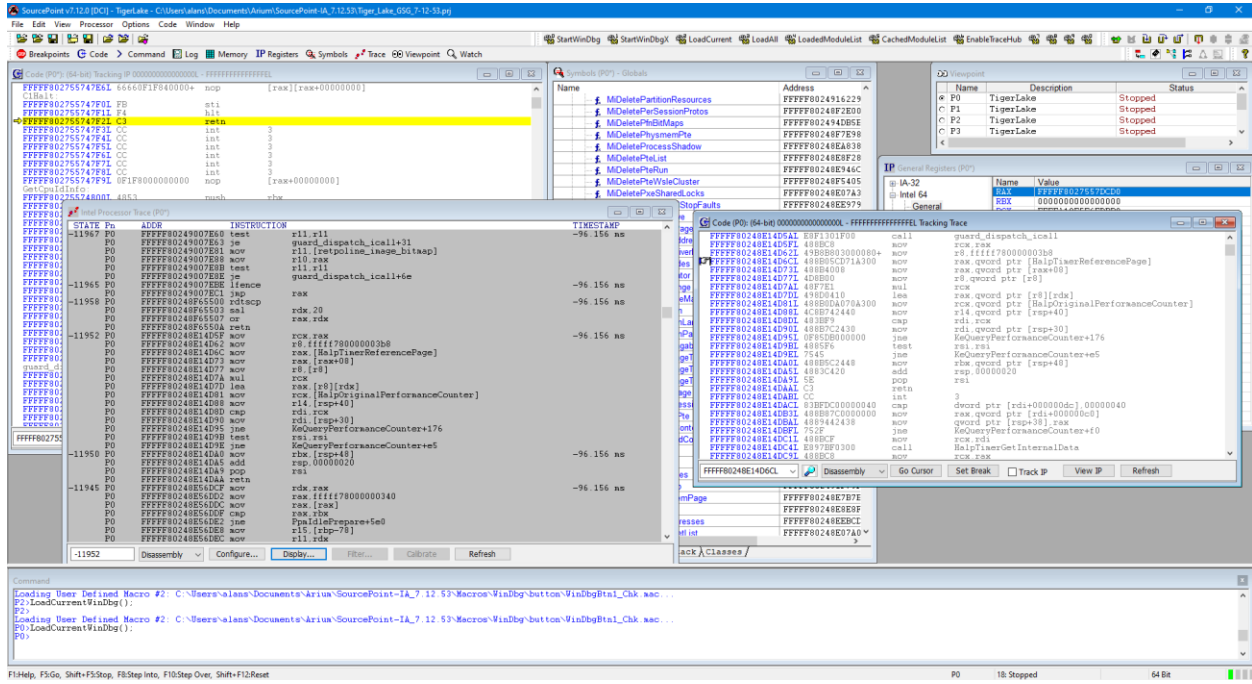 SourcePoint v7.12.0 [DCI] - TigerLake - C:\Users\alans\Documents\Arium\SourcePoint-IA_7.12.53\Tiger_Lake_GSG_7-12-53.prj
File Edit View Processor Options Code Window Help
StartWinDbg StartWinDbgX LoadCurrent LoadAll LoadedModuleList CachedModuleList EnableTraceHub
Breakpoints Code Command Log Memory IP Registers Symbols Trace Viewpoint Watch
Code (P0*): (64-bit) Tracking IP 0000000000000000L - FFFFFFFFFFFFFFFEL
FFFFF802755747E6L 66660F1F840000+ nop [rax][rax+00000000]
C1Halt
FFFFF802755747F0L FB sti
FFFFF802755747F1L F4 hlt
FFFFF802755747F2L C3 retn
FFFFF802755747F3L CC int 3
FFFFF802755747F4L CC int 3
FFFFF802755747F5L CC int 3
FFFFF802755747F6L CC int 3
FFFFF802755747F7L CC int 3
FFFFF802755747F8L CC int 3
FFFFF802755747F9L 0F1F8000000000 nop [rax+00000000]
GetCpuIdInfo
FFFFF80275574800L 4053 push rbx
Symbols (P0*) - Globals
Name Address
MiDeletePartitionResources FFFFF8024916229
MiDeletePerSessionProtos FFFFF80248F2E00
MiDeletePfnBitMaps FFFFF802494DB5E
MiDeletePhysmemPte FFFFF80248F7E98
MiDeleteProcessShadow FFFFF80248EA838
MiDeletePteList FFFFF80248E8F28
MiDeletePteRun FFFFF80248E946C
MiDeletePteWsleCluster FFFFF80248F5405
MiDeletePxeSharedLocks FFFFF80248E07A3
StopFaults FFFFF80248EE979
Viewpoint
Name Description Status
P0 TigerLake Stopped
P1 TigerLake Stopped
P2 TigerLake Stopped
P3 TigerLake Stopped
IP General Registers (P0*)
IA-32
Intel 64
General
Name Value
RAX FFFFF8027557DCD0
RBX 0000000000000000
Intel Processor Trace (P0*)
STATE Pn ADDR INSTRUCTION TIMESTAMP
-11967 P0 FFFFF80249007E60 test r11,r11 -96.156 ms
P0 FFFFF80249007E63 je guard_dispatch_icall+31
P0 FFFFF80249007E81 mov r11,[retpoline_image_bitmap]
P0 FFFFF80249007E88 mov r10,rax
P0 FFFFF80249007E8B test r11,r11
P0 FFFFF80249007E8E je guard_dispatch_icall+6e
-11965 P0 FFFFF80249007EBE lfence -96.156 ms
P0 FFFFF80249007EC1 jmp rax
-11958 P0 FFFFF80248F65500 rdtscp -96.156 ms
P0 FFFFF80248F65503 sal rdx,20
P0 FFFFF80248F65507 or rax,rdx
P0 FFFFF80248F6550A retn
-11952 P0 FFFFF80248E14D5F mov rcx,rax -96.156 ms
P0 FFFFF80248E14D62 mov r8,fffff780000003b8
P0 FFFFF80248E14D6C mov rax,[HalpTimerReferencePage]
P0 FFFFF80248E14D73 mov rax,[rax+08]
P0 FFFFF80248E14D77 mov r8,[r8]
P0 FFFFF80248E14D7A mul rcx
P0 FFFFF80248E14D7D lea rax,[r8][rdx]
P0 FFFFF80248E14D81 mov rcx,[HalpOriginalPerformanceCounter]
P0 FFFFF80248E14D88 mov r14,[rsp+40]
P0 FFFFF80248E14D8D cmp rdi,rcx
P0 FFFFF80248E14D90 mov rdi,[rsp+30]
P0 FFFFF80248E14D95 jne KeQueryPerformanceCounter+176
P0 FFFFF80248E14D9B test rsi,rsi
P0 FFFFF80248E14D9E jne KeQueryPerformanceCounter+e5
-11950 P0 FFFFF80248E14DA0 mov rbx,[rsp+48] -96.156 ms
P0 FFFFF80248E14DA5 add rsp,00000020
P0 FFFFF80248E14DA9 pop rsi
P0 FFFFF80248E14DAA retn
-11945 P0 FFFFF80248E56DCF mov rdx,rax -96.156 ms
P0 FFFFF80248E56DD2 mov rax,fffff78000000340
P0 FFFFF80248E56DDC mov rax,[rax]
P0 FFFFF80248E56DDF cmp rax,rbx
P0 FFFFF80248E56DE2 jne PpmIdlePrepare+5e0
P0 FFFFF80248E56DE8 mov r15,[rbp-78]
P0 FFFFF80248E56DEC mov r11,rdx
-11952 Disassembly Configure... Display... Filter... Calibrate Refresh
Code (P0): (64-bit) 0000000000000000L - FFFFFFFFFFFFFFFEL Tracking Trace
FFFFF80248E14D5AL E8F1301F00 call guard_dispatch_icall
FFFFF80248E14D5FL 488BC8 mov rcx,rax
FFFFF80248E14D62L 49B8B803000080+ mov r8,fffff780000003b8
FFFFF80248E14D6CL 488B05CD71A300 mov rax,qword ptr [HalpTimerReferencePage]
FFFFF80248E14D73L 488B4008 mov rax,qword ptr [rax+08]
FFFFF80248E14D77L 4D8B00 mov r8,qword ptr [r8]
FFFFF80248E14D7AL 48F7E1 mul rcx
FFFFF80248E14D7DL 498D0410 lea rax,qword ptr [r8][rdx]
FFFFF80248E14D81L 488B0DA070A300 mov rcx,qword ptr [HalpOriginalPerformanceCounter]
FFFFF80248E14D88L 4C8B742440 mov r14,qword ptr [rsp+40]
FFFFF80248E14D8DL 483BF9 cmp rdi,rcx
FFFFF80248E14D90L 488B7C2430 mov rdi,qword ptr [rsp+30]
FFFFF80248E14D95L 0F85DB000000 jne KeQueryPerformanceCounter+176
FFFFF80248E14D9BL 4885F6 test rsi,rsi
FFFFF80248E14D9EL 7545 jne KeQueryPerformanceCounter+e5
FFFFF80248E14DA0L 488B5C2448 mov rbx,qword ptr [rsp+48]
FFFFF80248E14DA5L 4883C420 add rsp,00000020
FFFFF80248E14DA9L 5E pop rsi
FFFFF80248E14DAAL C3 retn
FFFFF80248E14DABL CC int 3
FFFFF80248E14DACL 83BFDC00000040 cmp dword ptr [rdi+000000dc],00000040
FFFFF80248E14DB3L 488B87C0000000 mov rax,qword ptr [rdi+000000c0]
FFFFF80248E14DBAL 4889442438 mov qword ptr [rsp+38],rax
FFFFF80248E14DBFL 752F jne KeQueryPerformanceCounter+f0
FFFFF80248E14DC1L 488BCF mov rcx,rdi
FFFFF80248E14DC4L E897BF0300 call HalpTimerGetInternalData
FFFFF80248E14DC9L 488BC8 mov rcx,rax
FFFFF80248E14D6CL Disassembly Go Cursor Set Break Track IP View IP Refresh
emPage FFFFF80248E7B7E
FFFFF80248E8E8F
resses FFFFF80248EEBCI
FFFFF80248E07A0
Classes
Command
Loading User Defined Macro #2: C:\Users\alans\Documents\Arium\SourcePoint-IA_7.12.53\Macros\WinDbg\button\WinDbgBtn1_Chk.mac...
P2>LoadCurrentWinDbg();
P2>
Loading User Defined Macro #2: C:\Users\alans\Documents\Arium\SourcePoint-IA_7.12.53\Macros\WinDbg\button\WinDbgBtn1_Chk.mac...
P0>LoadCurrentWinDbg();
P0>
F1:Help, F5:Go, Shift+F5:Stop, F8:Step Into, F10:Step Over, Shift+F12:Reset P0 18: Stopped 64 Bit